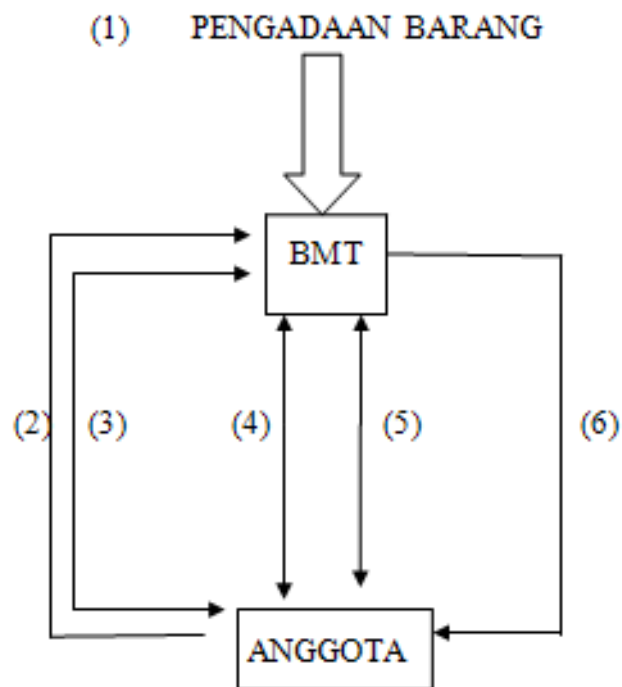 (1) PENGADAAN BARANG
BMT
(2) (3) (4) (5) (6)
ANGGOTA